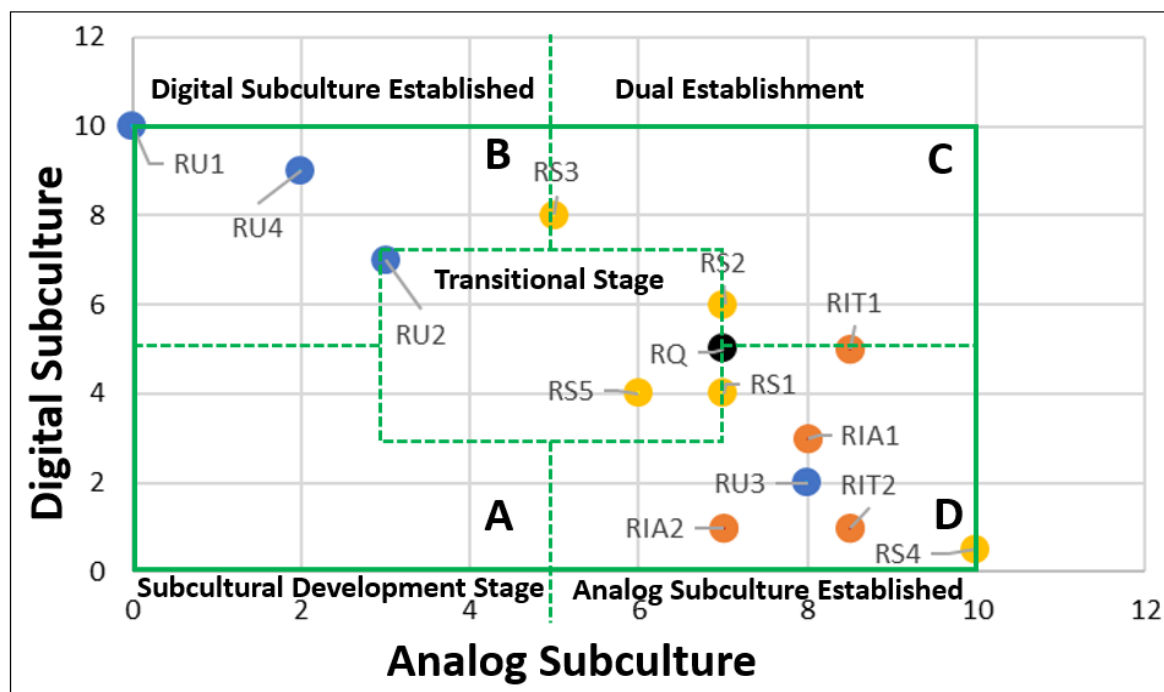 12
Digital Subculture Established
Dual Establishment
10
B
C
RU1
RS3
RU4
8
Transitional Stage
RS2
6
RIT1
RU2
RQ
RS5
RS1
4
RIA1
RU3
RIT2
2
A
D
RIA2
RS4
0
Subcultural Development Stage
Analog Subculture Established
0
2
4
6
8
10
12
Analog Subculture
Digital Subculture